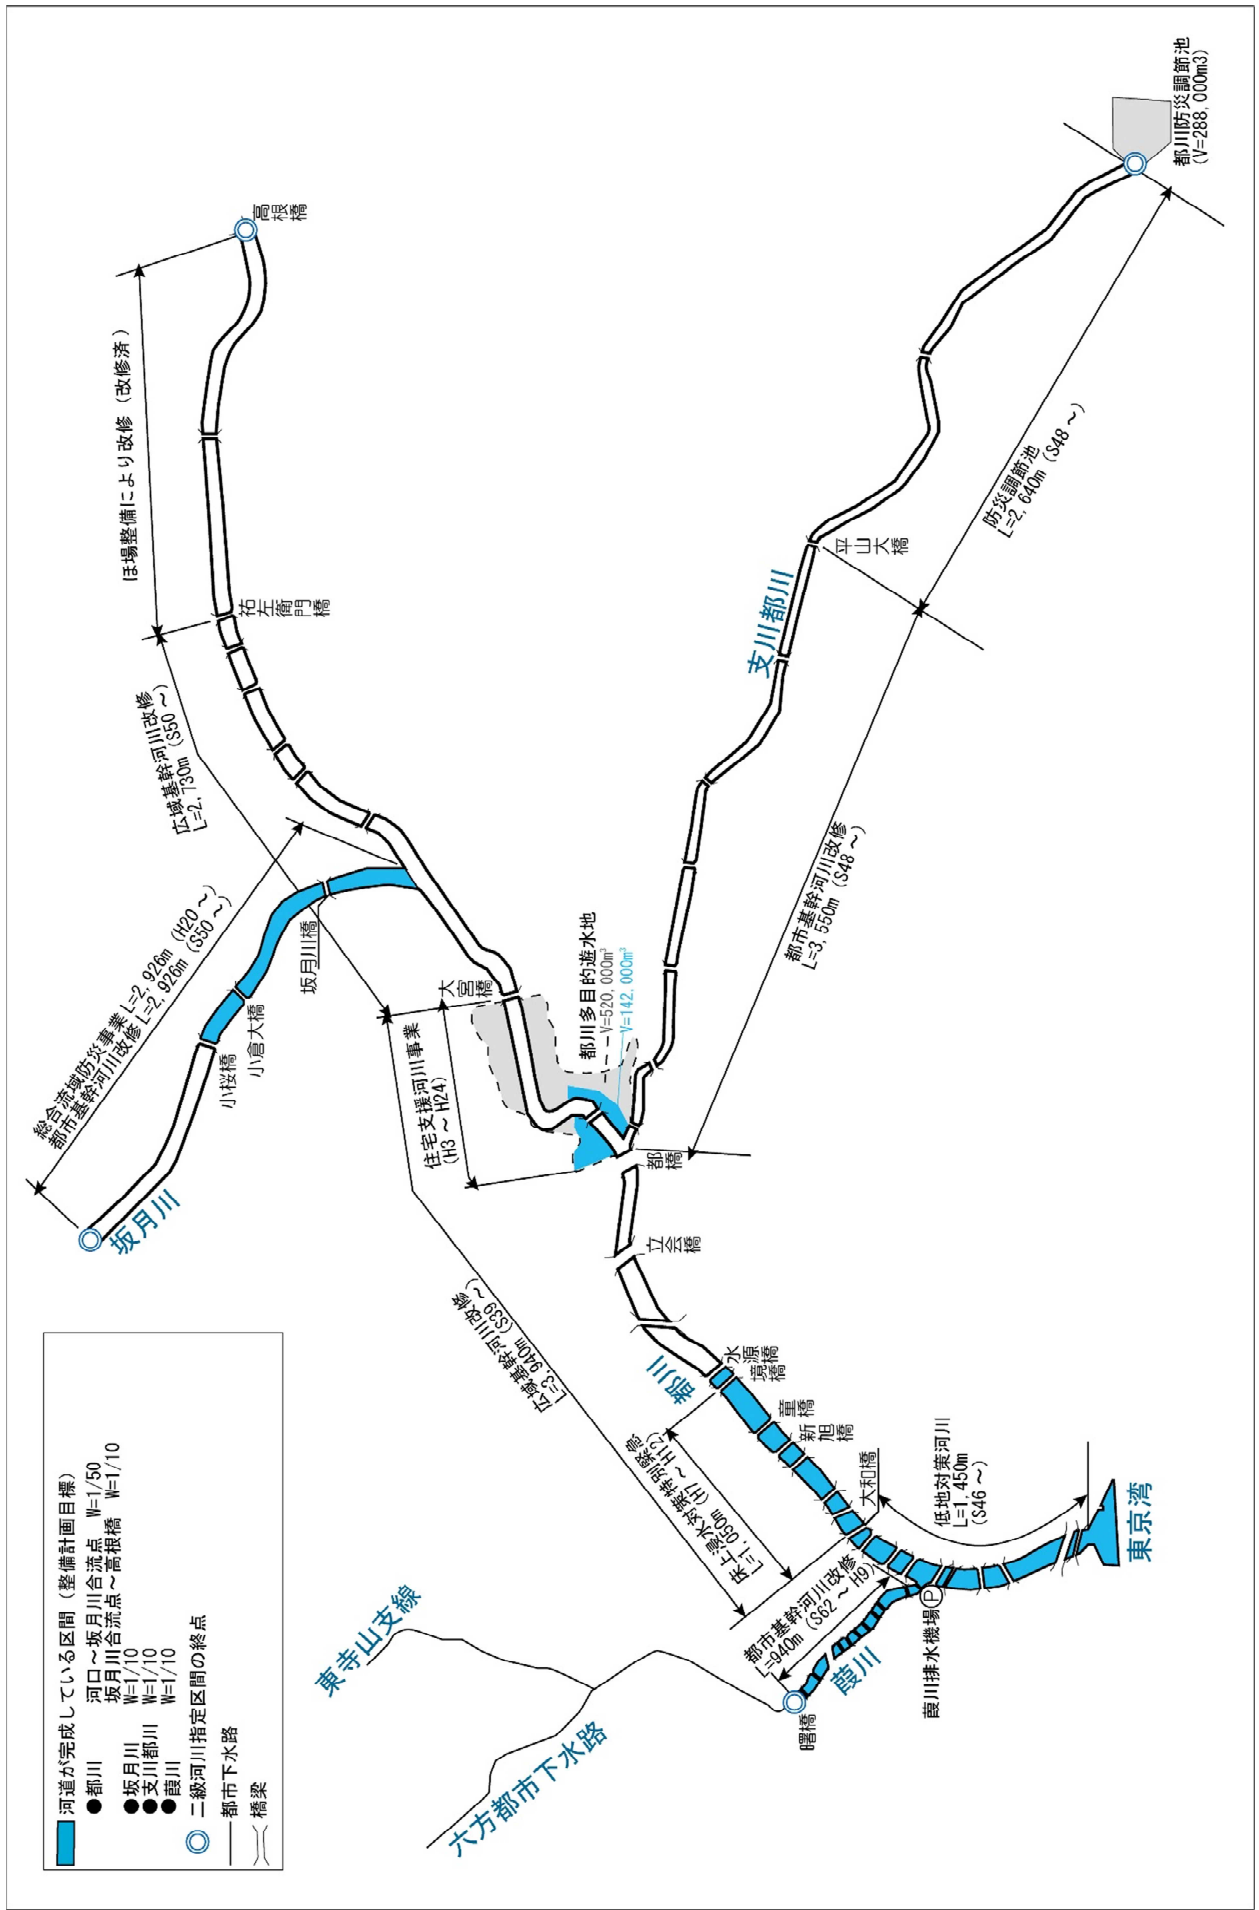 河道が完成している区間（整備計画目標）
●都川　河口～坂月川合流点 W=1/50
坂月川合流点～高根橋 W=1/10
●坂月川 W=1/10
●支川都川 W=1/10
●葭川 W=1/10
二級河川指定区間の終点
都市下水路
橋梁
坂月川
総合流域防災事業 L=2,926m (H20～)
都市基幹河川改修 L=2,926m (S50～)
小桜橋
小倉大橋
坂月川橋
広域基幹河川改修
L=2,730m (S50～)
ほ場整備により改修（改修済）
高根橋
祐左衛門橋
大宮橋
住宅支援河川事業
(H3～H24)
都川多目的遊水地
V=520,000m³
V=142,000m³
都橋
立会橋
広域基幹河川改修
L=3,940m (S39～)
都川
水源橋
境橋
童橋
新旭橋
大和橋
床上浸水対策特別緊急
L=1,050m (H7～H12)
都市基幹河川改修
L=940m (S62～H9)
低地対策河川
L=1,450m
(S46～)
東京湾
葭川
葭川排水機場
P
曙橋
東寺山支線
六方都市下水路
支川都川
都市基幹河川改修
L=3,550m (S48～)
平山大橋
防災調節池
L=2,640m (S48～)
都川防災調節池
(V=288,000m3)